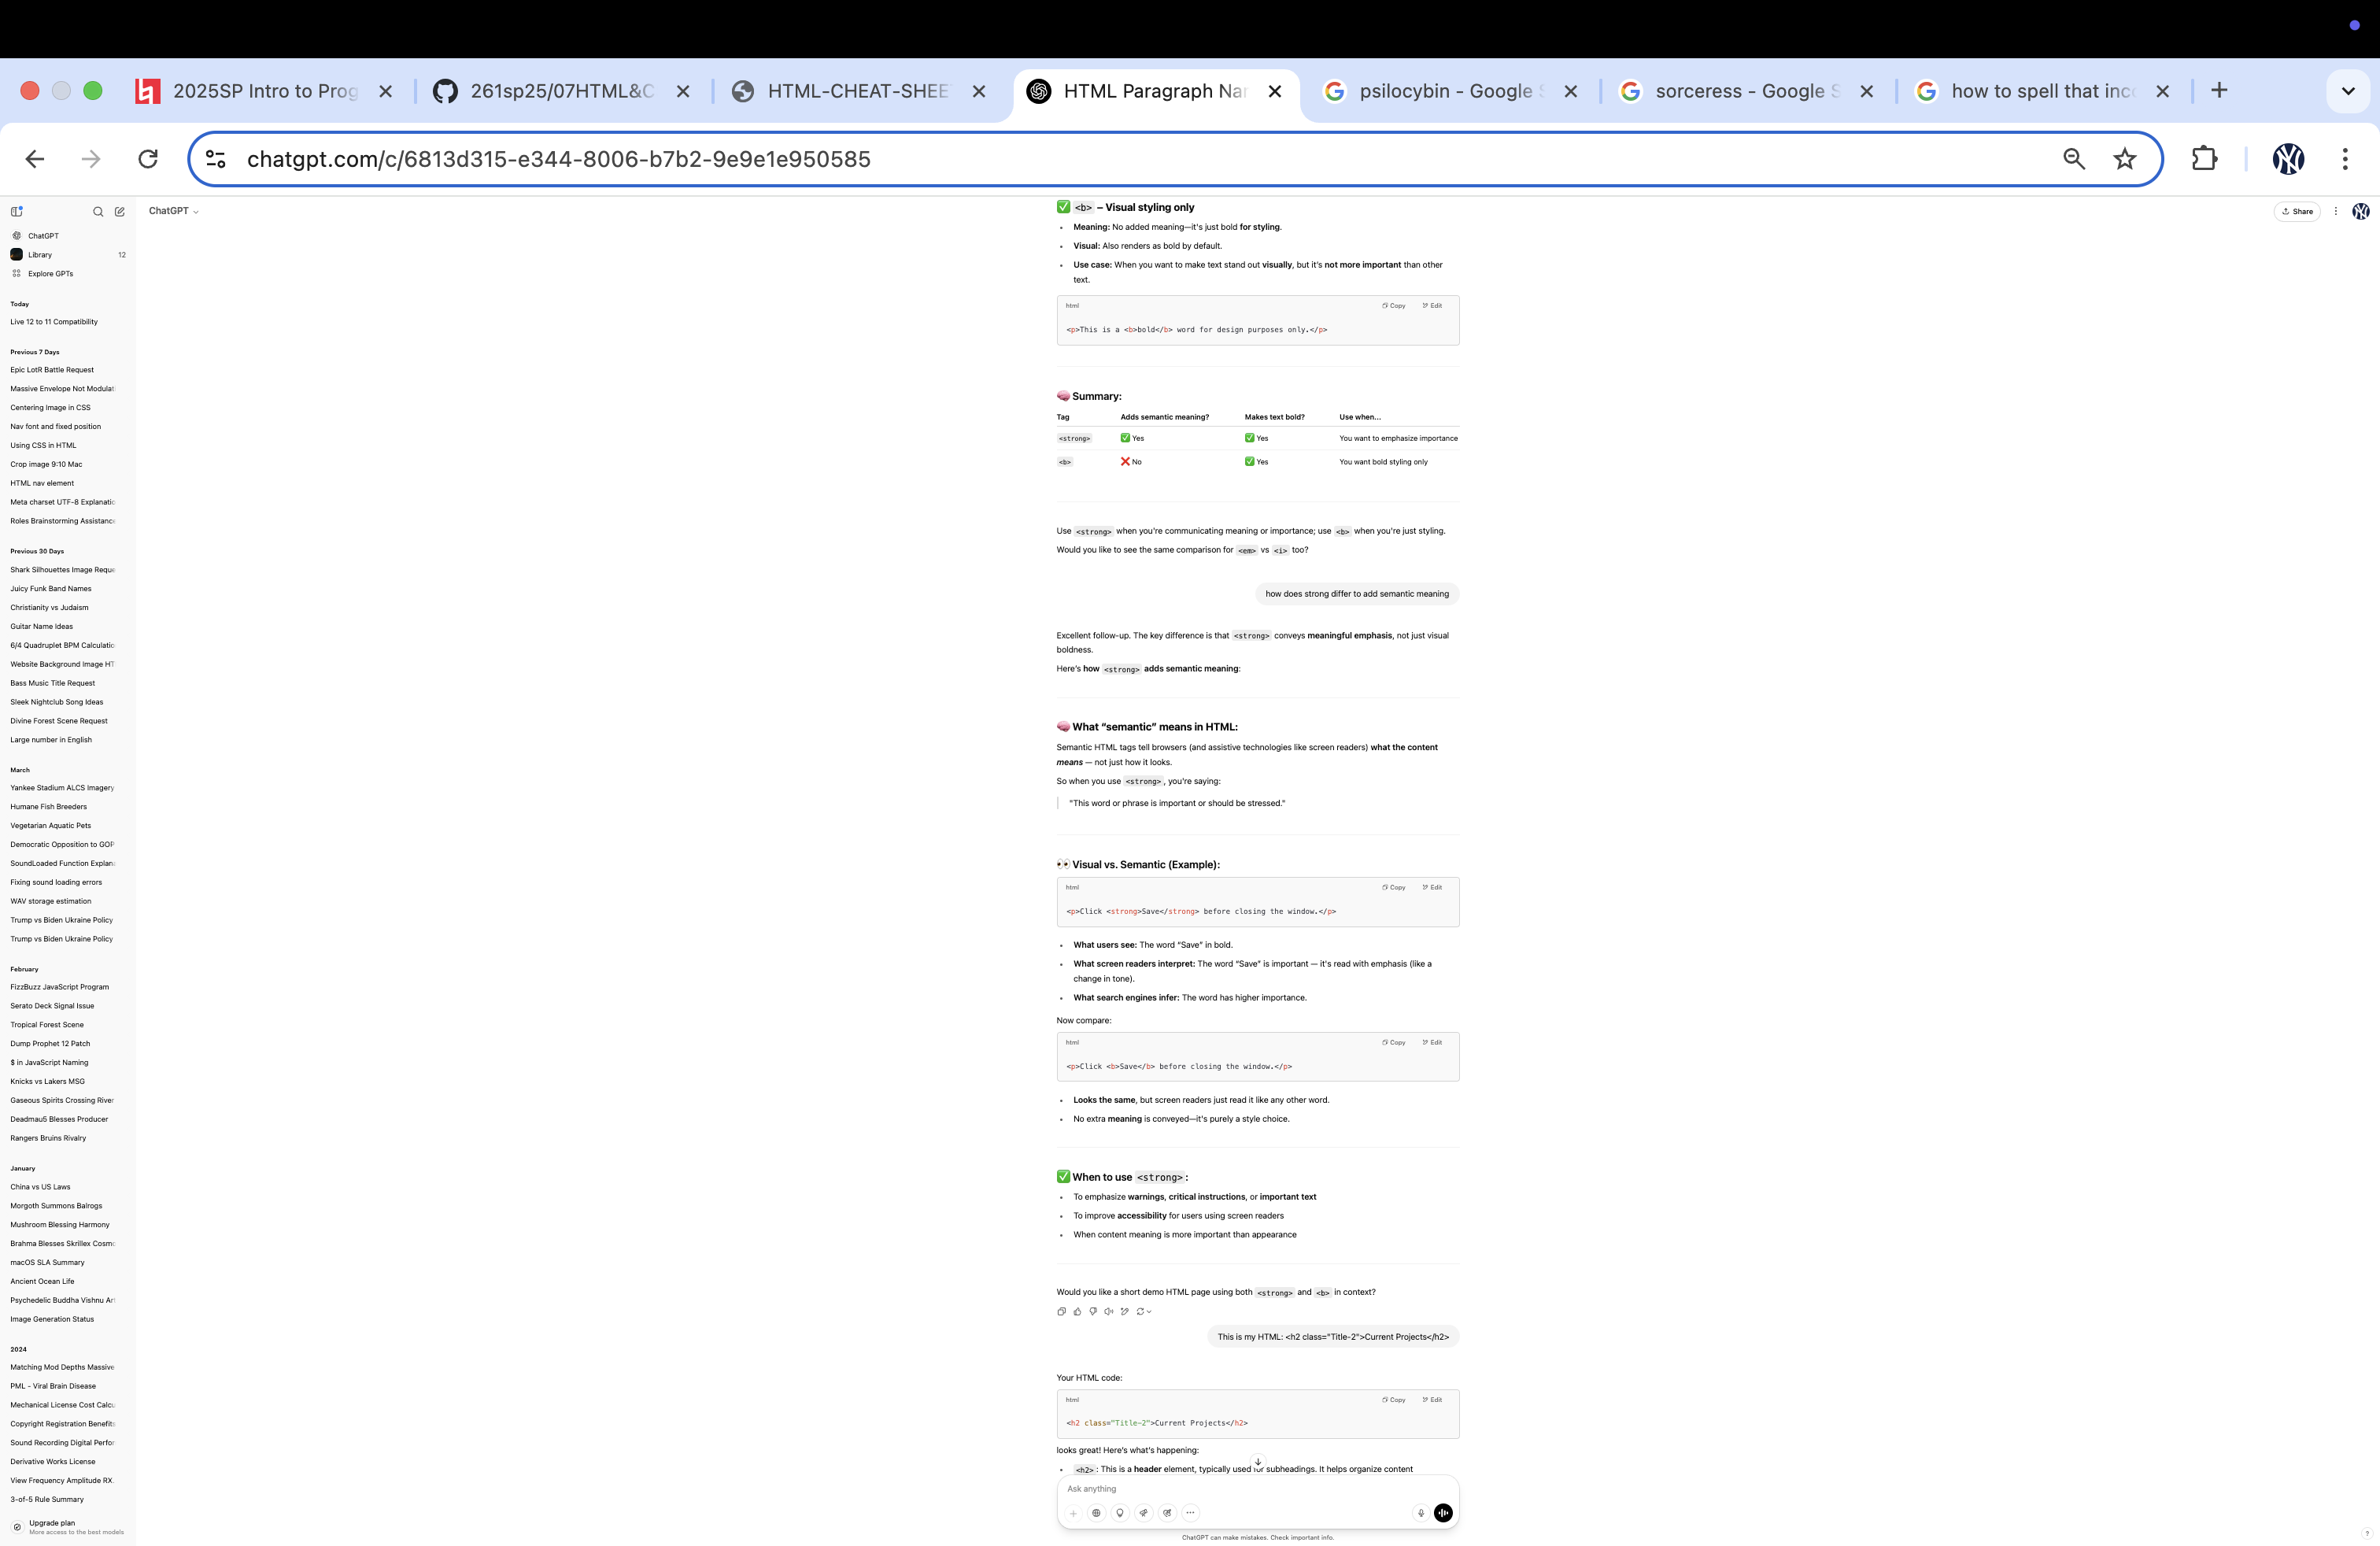 2025SP Intro to Prog
261sp25/07HTML&C
HTML-CHEAT-SHEE
HTML Paragraph Nar
psilocybin - Google S
sorceress - Google S
how to spell that inc
chatgpt.com/c/6813d315-e344-8006-b7b2-9e9e1e950585
ChatGPT
Library 12
Explore GPTs
Today
Live 12 to 11 Compatibility
Previous 7 Days
Epic LotR Battle Request
Massive Envelope Not Modulat
Centering Image in CSS
Nav font and fixed position
Using CSS in HTML
Crop image 9:10 Mac
HTML nav element
Meta charset UTF-8 Explanatio
Roles Brainstorming Assistance
Previous 30 Days
Shark Silhouettes Image Reque
Juicy Funk Band Names
Christianity vs Judaism
Guitar Name Ideas
6/4 Quadruplet BPM Calculatio
Website Background Image HT
Bass Music Title Request
Sleek Nightclub Song Ideas
Divine Forest Scene Request
Large number in English
March
Yankee Stadium ALCS Imagery
Humane Fish Breeders
Vegetarian Aquatic Pets
Democratic Opposition to GOP
SoundLoaded Function Explana
Fixing sound loading errors
WAV storage estimation
Trump vs Biden Ukraine Policy
Trump vs Biden Ukraine Policy
February
FizzBuzz JavaScript Program
Serato Deck Signal Issue
Tropical Forest Scene
Dump Prophet 12 Patch
$ in JavaScript Naming
Knicks vs Lakers MSG
Gaseous Spirits Crossing River
Deadmau5 Blesses Producer
Rangers Bruins Rivalry
January
China vs US Laws
Morgoth Summons Balrogs
Mushroom Blessing Harmony
Brahma Blesses Skrillex Cosmo
macOS SLA Summary
Ancient Ocean Life
Psychedelic Buddha Vishnu Art
Image Generation Status
2024
Matching Mod Depths Massive
PML - Viral Brain Disease
Mechanical License Cost Calcu
Copyright Registration Benefits
Sound Recording Digital Perfor
Derivative Works License
View Frequency Amplitude RX
3-of-5 Rule Summary
Upgrade plan
More access to the best models
ChatGPT
Share
<b> – Visual styling only
Meaning: No added meaning—it's just bold for styling.
Visual: Also renders as bold by default.
Use case: When you want to make text stand out visually, but it's not more important than other
text.
html Copy Edit
<p>This is a <b>bold</b> word for design purposes only.</p>
Summary:
Tag Adds semantic meaning? Makes text bold? Use when...
<strong> Yes Yes You want to emphasize importance
<b> No Yes You want bold styling only
Use <strong> when you're communicating meaning or importance; use <b> when you're just styling.
Would you like to see the same comparison for <em> vs <i> too?
how does strong differ to add semantic meaning
Excellent follow-up. The key difference is that <strong> conveys meaningful emphasis, not just visual
boldness.
Here's how <strong> adds semantic meaning:
What “semantic” means in HTML:
Semantic HTML tags tell browsers (and assistive technologies like screen readers) what the content
means — not just how it looks.
So when you use <strong>, you're saying:
"This word or phrase is important or should be stressed."
Visual vs. Semantic (Example):
html Copy Edit
<p>Click <strong>Save</strong> before closing the window.</p>
What users see: The word “Save” in bold.
What screen readers interpret: The word “Save” is important — it's read with emphasis (like a
change in tone).
What search engines infer: The word has higher importance.
Now compare:
html Copy Edit
<p>Click <b>Save</b> before closing the window.</p>
Looks the same, but screen readers just read it like any other word.
No extra meaning is conveyed—it's purely a style choice.
When to use <strong>:
To emphasize warnings, critical instructions, or important text
To improve accessibility for users using screen readers
When content meaning is more important than appearance
Would you like a short demo HTML page using both <strong> and <b> in context?
This is my HTML: <h2 class="Title-2">Current Projects</h2>
Your HTML code:
html Copy Edit
<h2 class="Title-2">Current Projects</h2>
looks great! Here's what's happening:
<h2>: This is a header element, typically used for subheadings. It helps organize content
Ask anything
ChatGPT can make mistakes. Check important info.
?